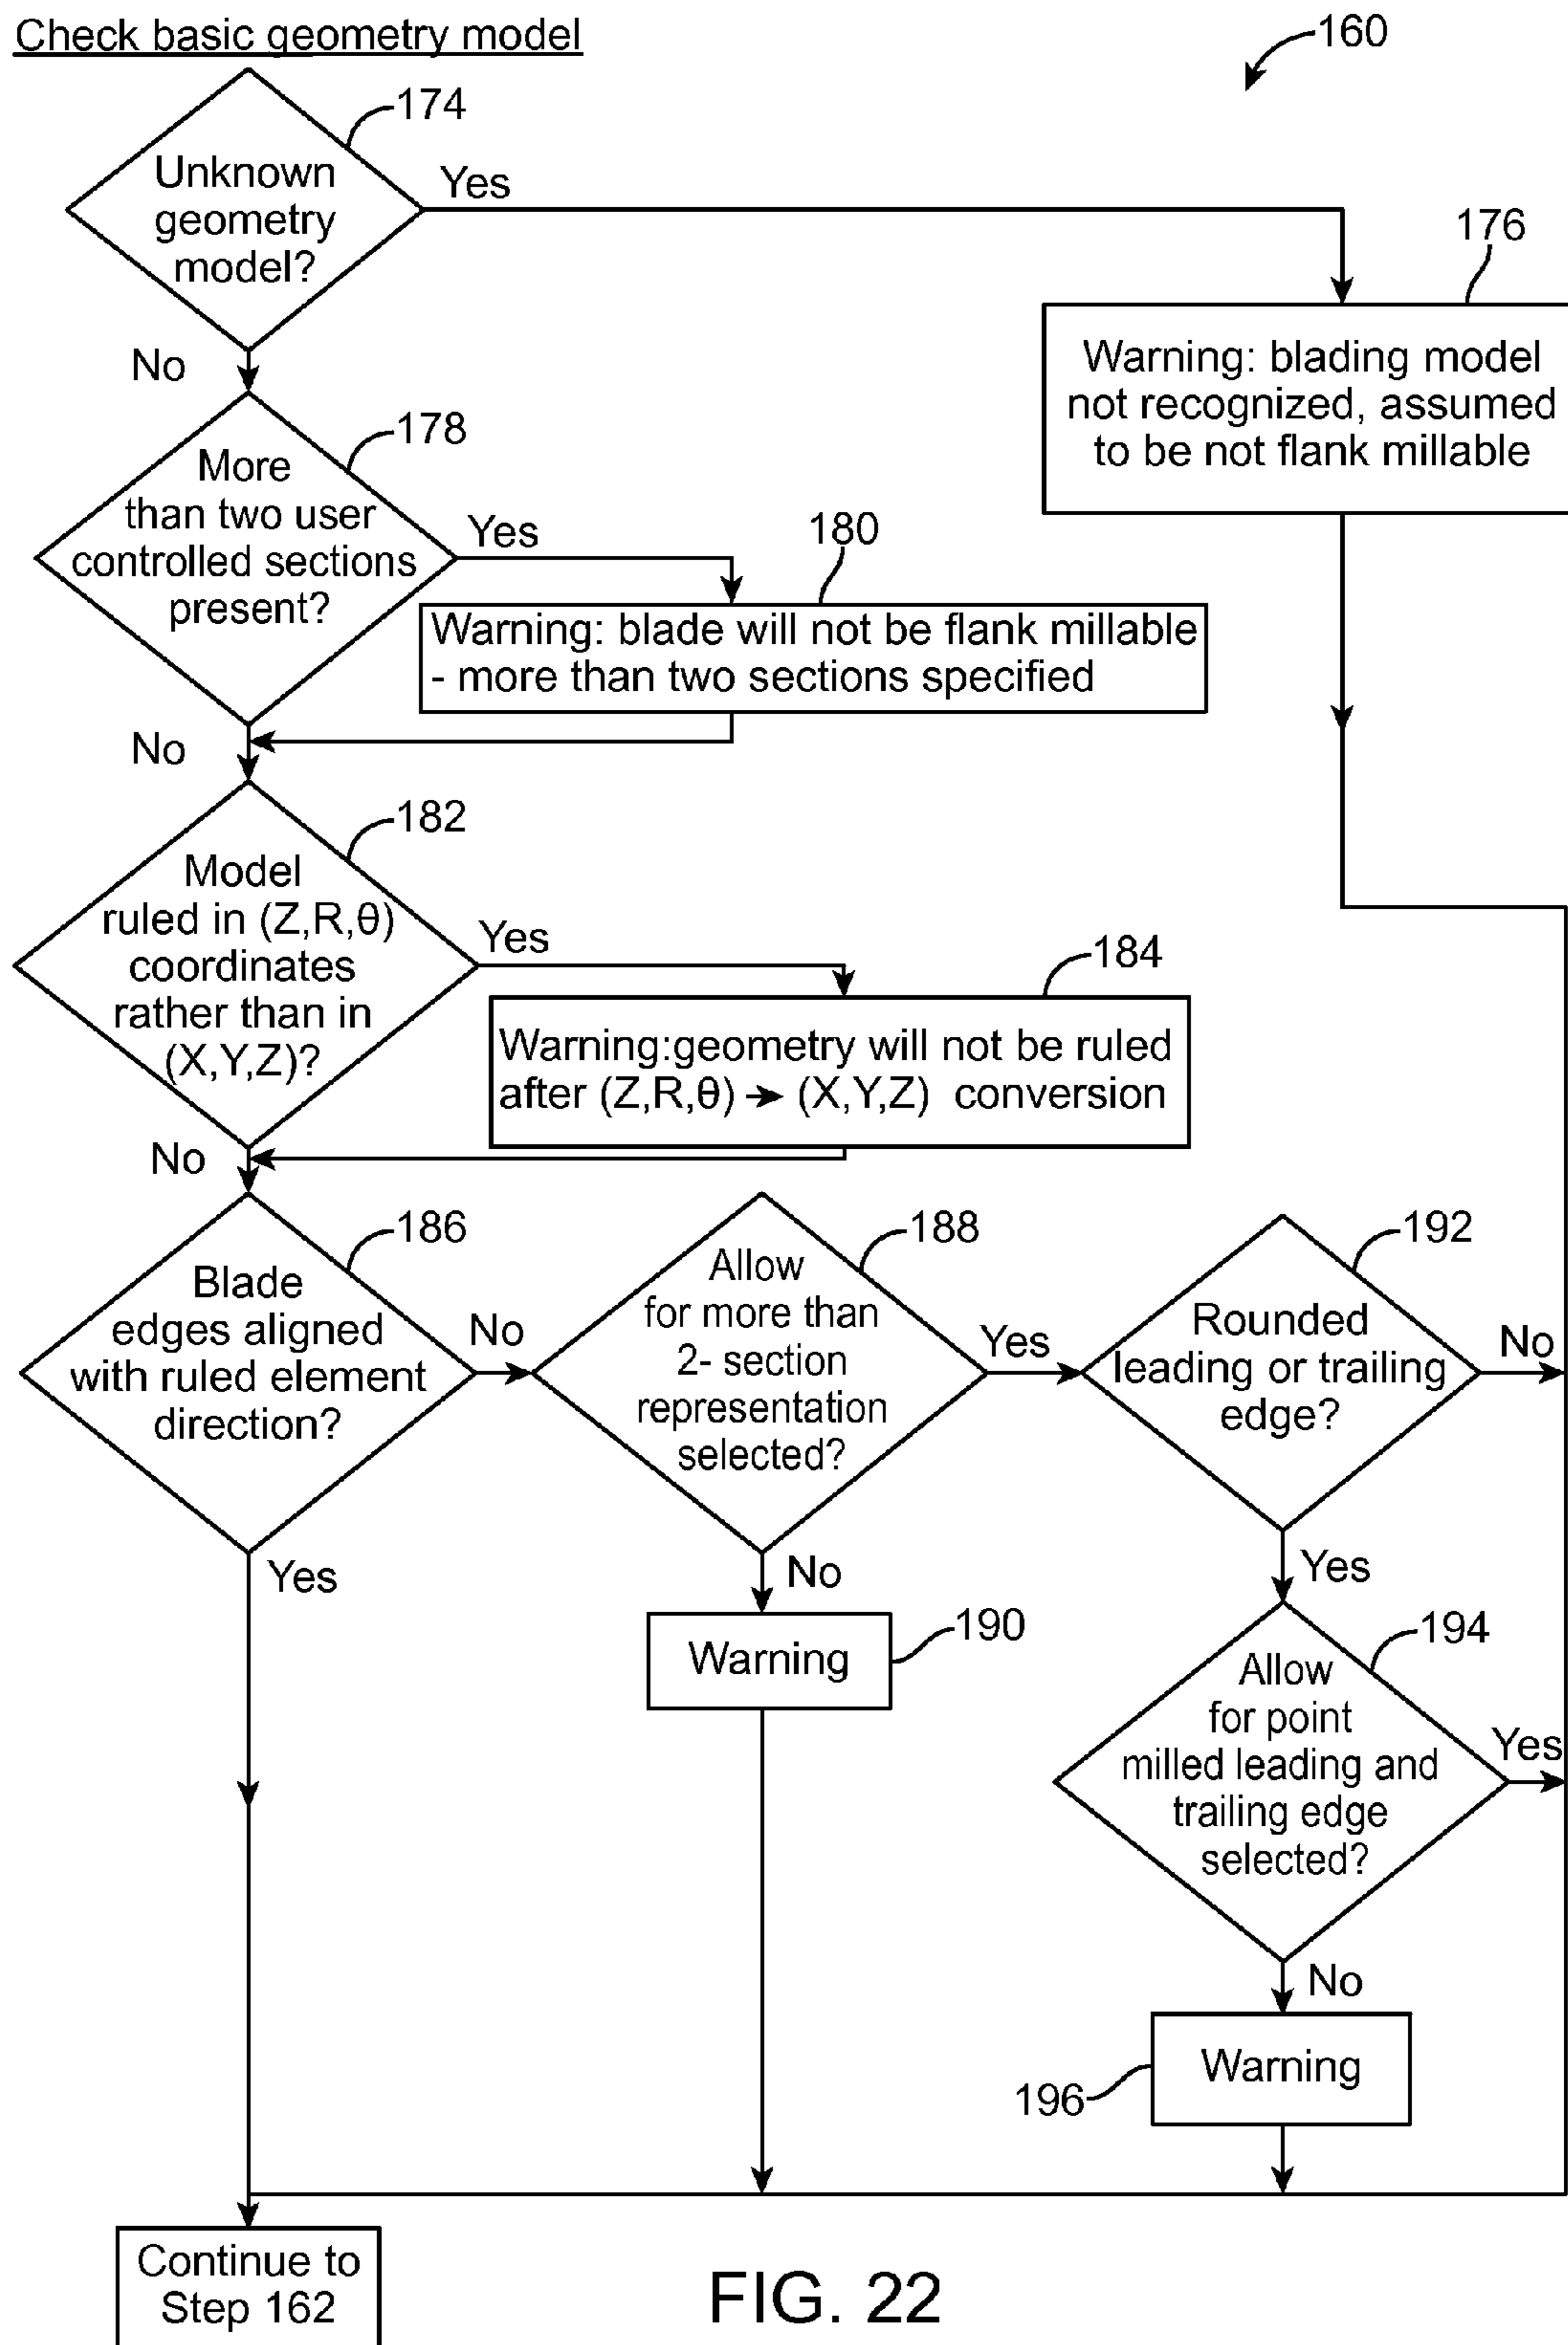 Check basic geometry model
160
174
Unknown
geometry
model?
Yes
No
176
Warning: blading model
not recognized, assumed
to be not flank millable
178
More
than two user
controlled sections
present?
Yes
No
180
Warning: blade will not be flank millable
- more than two sections specified
182
Model
ruled in (Z,R,θ)
coordinates
rather than in
(X,Y,Z)?
Yes
No
184
Warning:geometry will not be ruled
after (Z,R,θ) → (X,Y,Z) conversion
186
Blade
edges aligned
with ruled element
direction?
No
Yes
188
Allow
for more than
2- section
representation
selected?
Yes
No
190
Warning
192
Rounded
leading or trailing
edge?
No
Yes
194
Allow
for point
milled leading and
trailing edge
selected?
Yes
No
196
Warning
Continue to
Step 162
FIG. 22